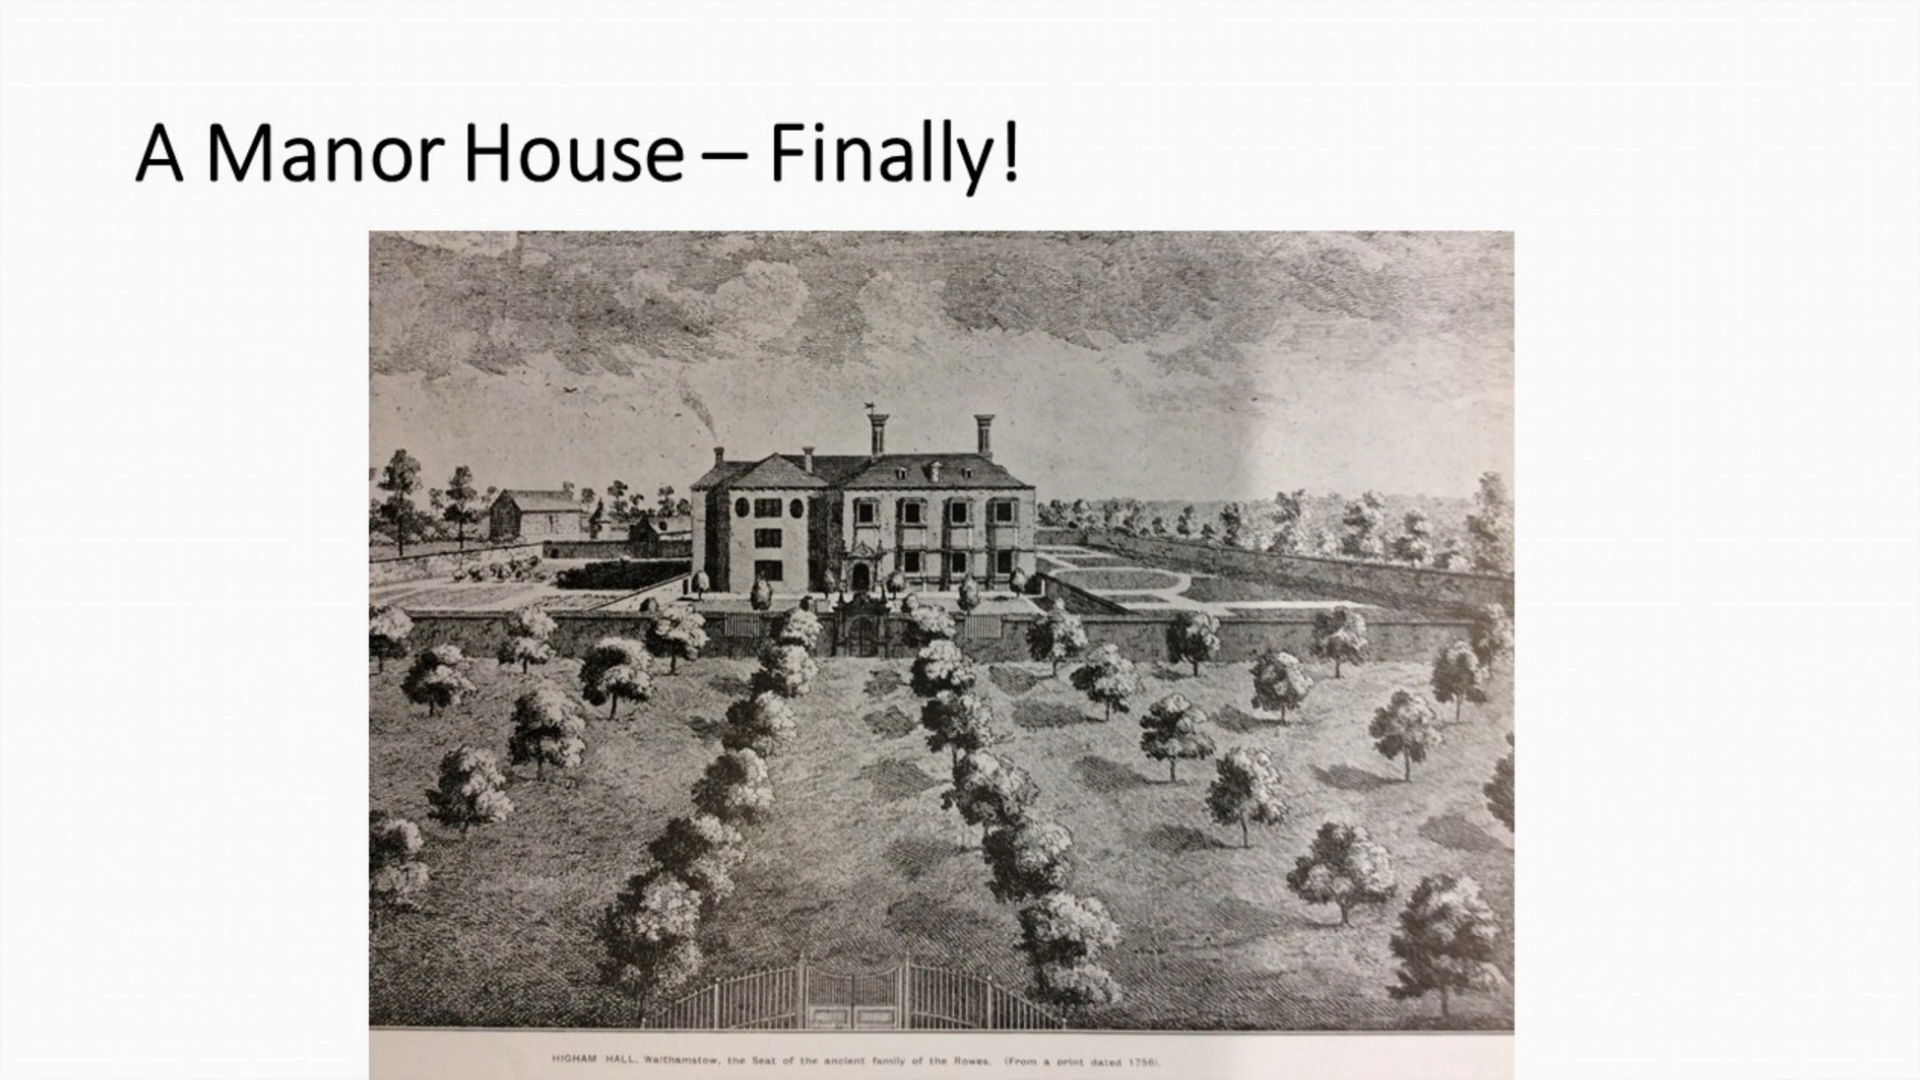 A Manor House – Finally!
HIGHAM HALL, Walthamstow, the Seat of the ancient family of the Rowes. (From a print dated 1756).